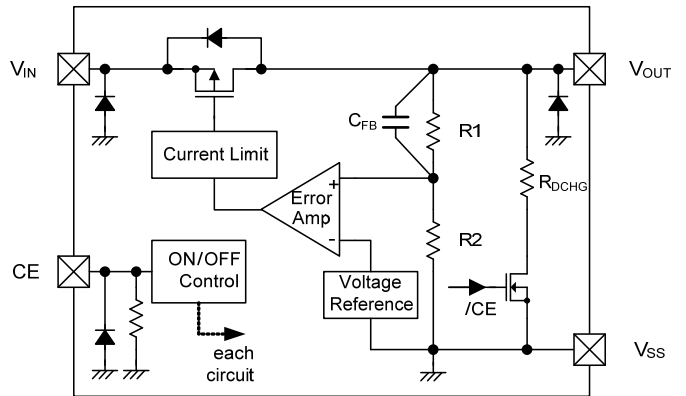 VIN
VOUT
CFB
R1
Current Limit
RDCHG
+
Error
Amp
-
R2
CE
ON/OFF
Control
Voltage
Reference
/CE
each
circuit
VSS